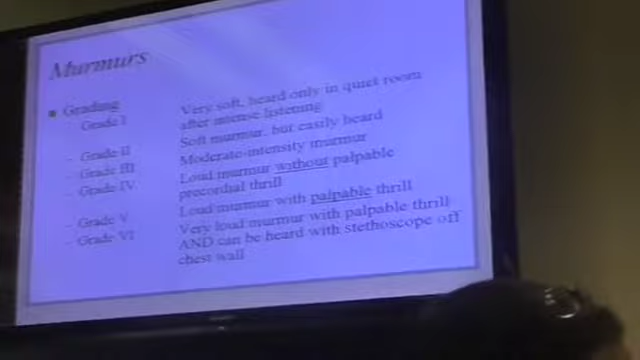 Murmurs
Grading
Grade I Very soft, heard only in quiet room
after intense listening
Grade II Soft murmur, but easily heard
Grade III Moderate-intensity murmur
Grade IV Loud murmur without palpable
precordial thrill
Grade V Loud murmur with palpable thrill
Grade VI Very loud murmur with palpable thrill
AND can be heard with stethoscope off
chest wall